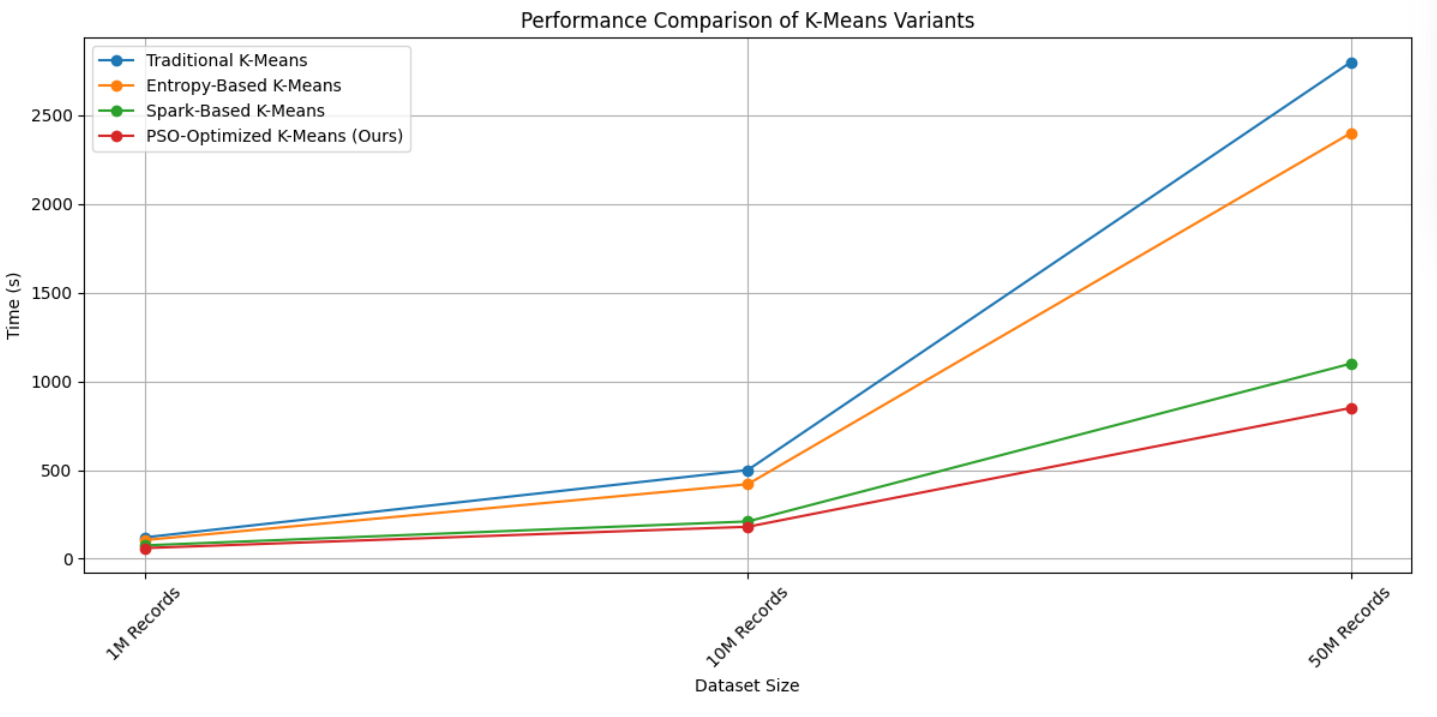 Performance Comparison of K-Means Variants
Traditional K-Means
Entropy-Based K-Means
Spark-Based K-Means
PSO-Optimized K-Means (Ours)
2500
2000
1500
1000
500
0
Time (s)
1M Records
10M Records
50M Records
Dataset Size